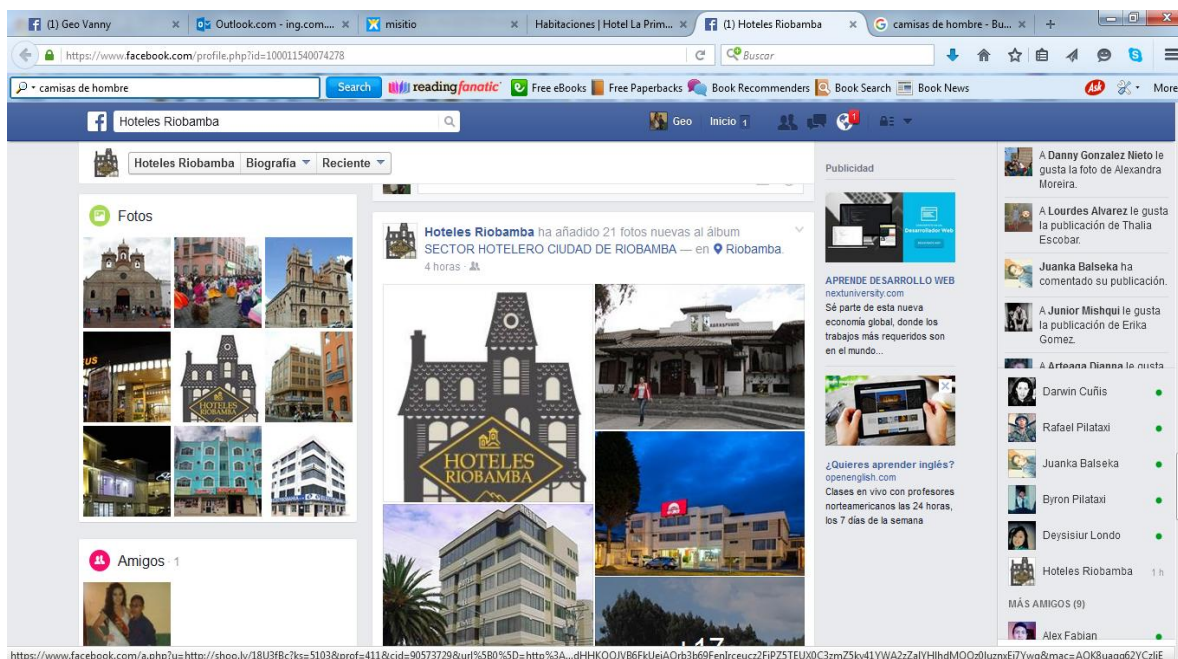 (1) Geo Vanny
Outlook.com - ing.com....
misitio
Habitaciones | Hotel La Prim...
(1) Hoteles Riobamba
camisas de hombre - Bu...
https://www.facebook.com/profile.php?id=100011540074278
Buscar
camisas de hombre
Search
readingfanatic
Free eBooks
Free Paperbacks
Book Recommenders
Book Search
Book News
Ask
More
Hoteles Riobamba
Geo
Inicio 1
1
Hoteles Riobamba
Biografía
Reciente
Fotos
HOTELES
RIOBAMBA
Amigos · 1
Hoteles Riobamba ha añadido 21 fotos nuevas al álbum
SECTOR HOTELERO CIUDAD DE RIOBAMBA — en Riobamba.
4 horas ·
HOTELES
RIOBAMBA
+17
Publicidad
Desarrollador Web
APRENDE DESARROLLO WEB
nextuniversity.com
Sé parte de esta nueva
economía global, donde los
trabajos más requeridos son
en el mundo...
¿Quieres aprender inglés?
openenglish.com
Clases en vivo con profesores
norteamericanos las 24 horas,
los 7 días de la semana
A Danny Gonzalez Nieto le
gusta la foto de Alexandra
Moreira.
A Lourdes Alvarez le gusta
la publicación de Thalia
Escobar.
Juanka Balseka ha
comentado su publicación.
A Junior Mishqui le gusta
la publicación de Erika
Gomez.
A Arteaga Dianna le gusta
Darwin Cuñis
Rafael Pilataxi
Juanka Balseka
Byron Pilataxi
Deysisiur Londo
Hoteles Riobamba 1 h
MÁS AMIGOS (9)
Alex Fabian